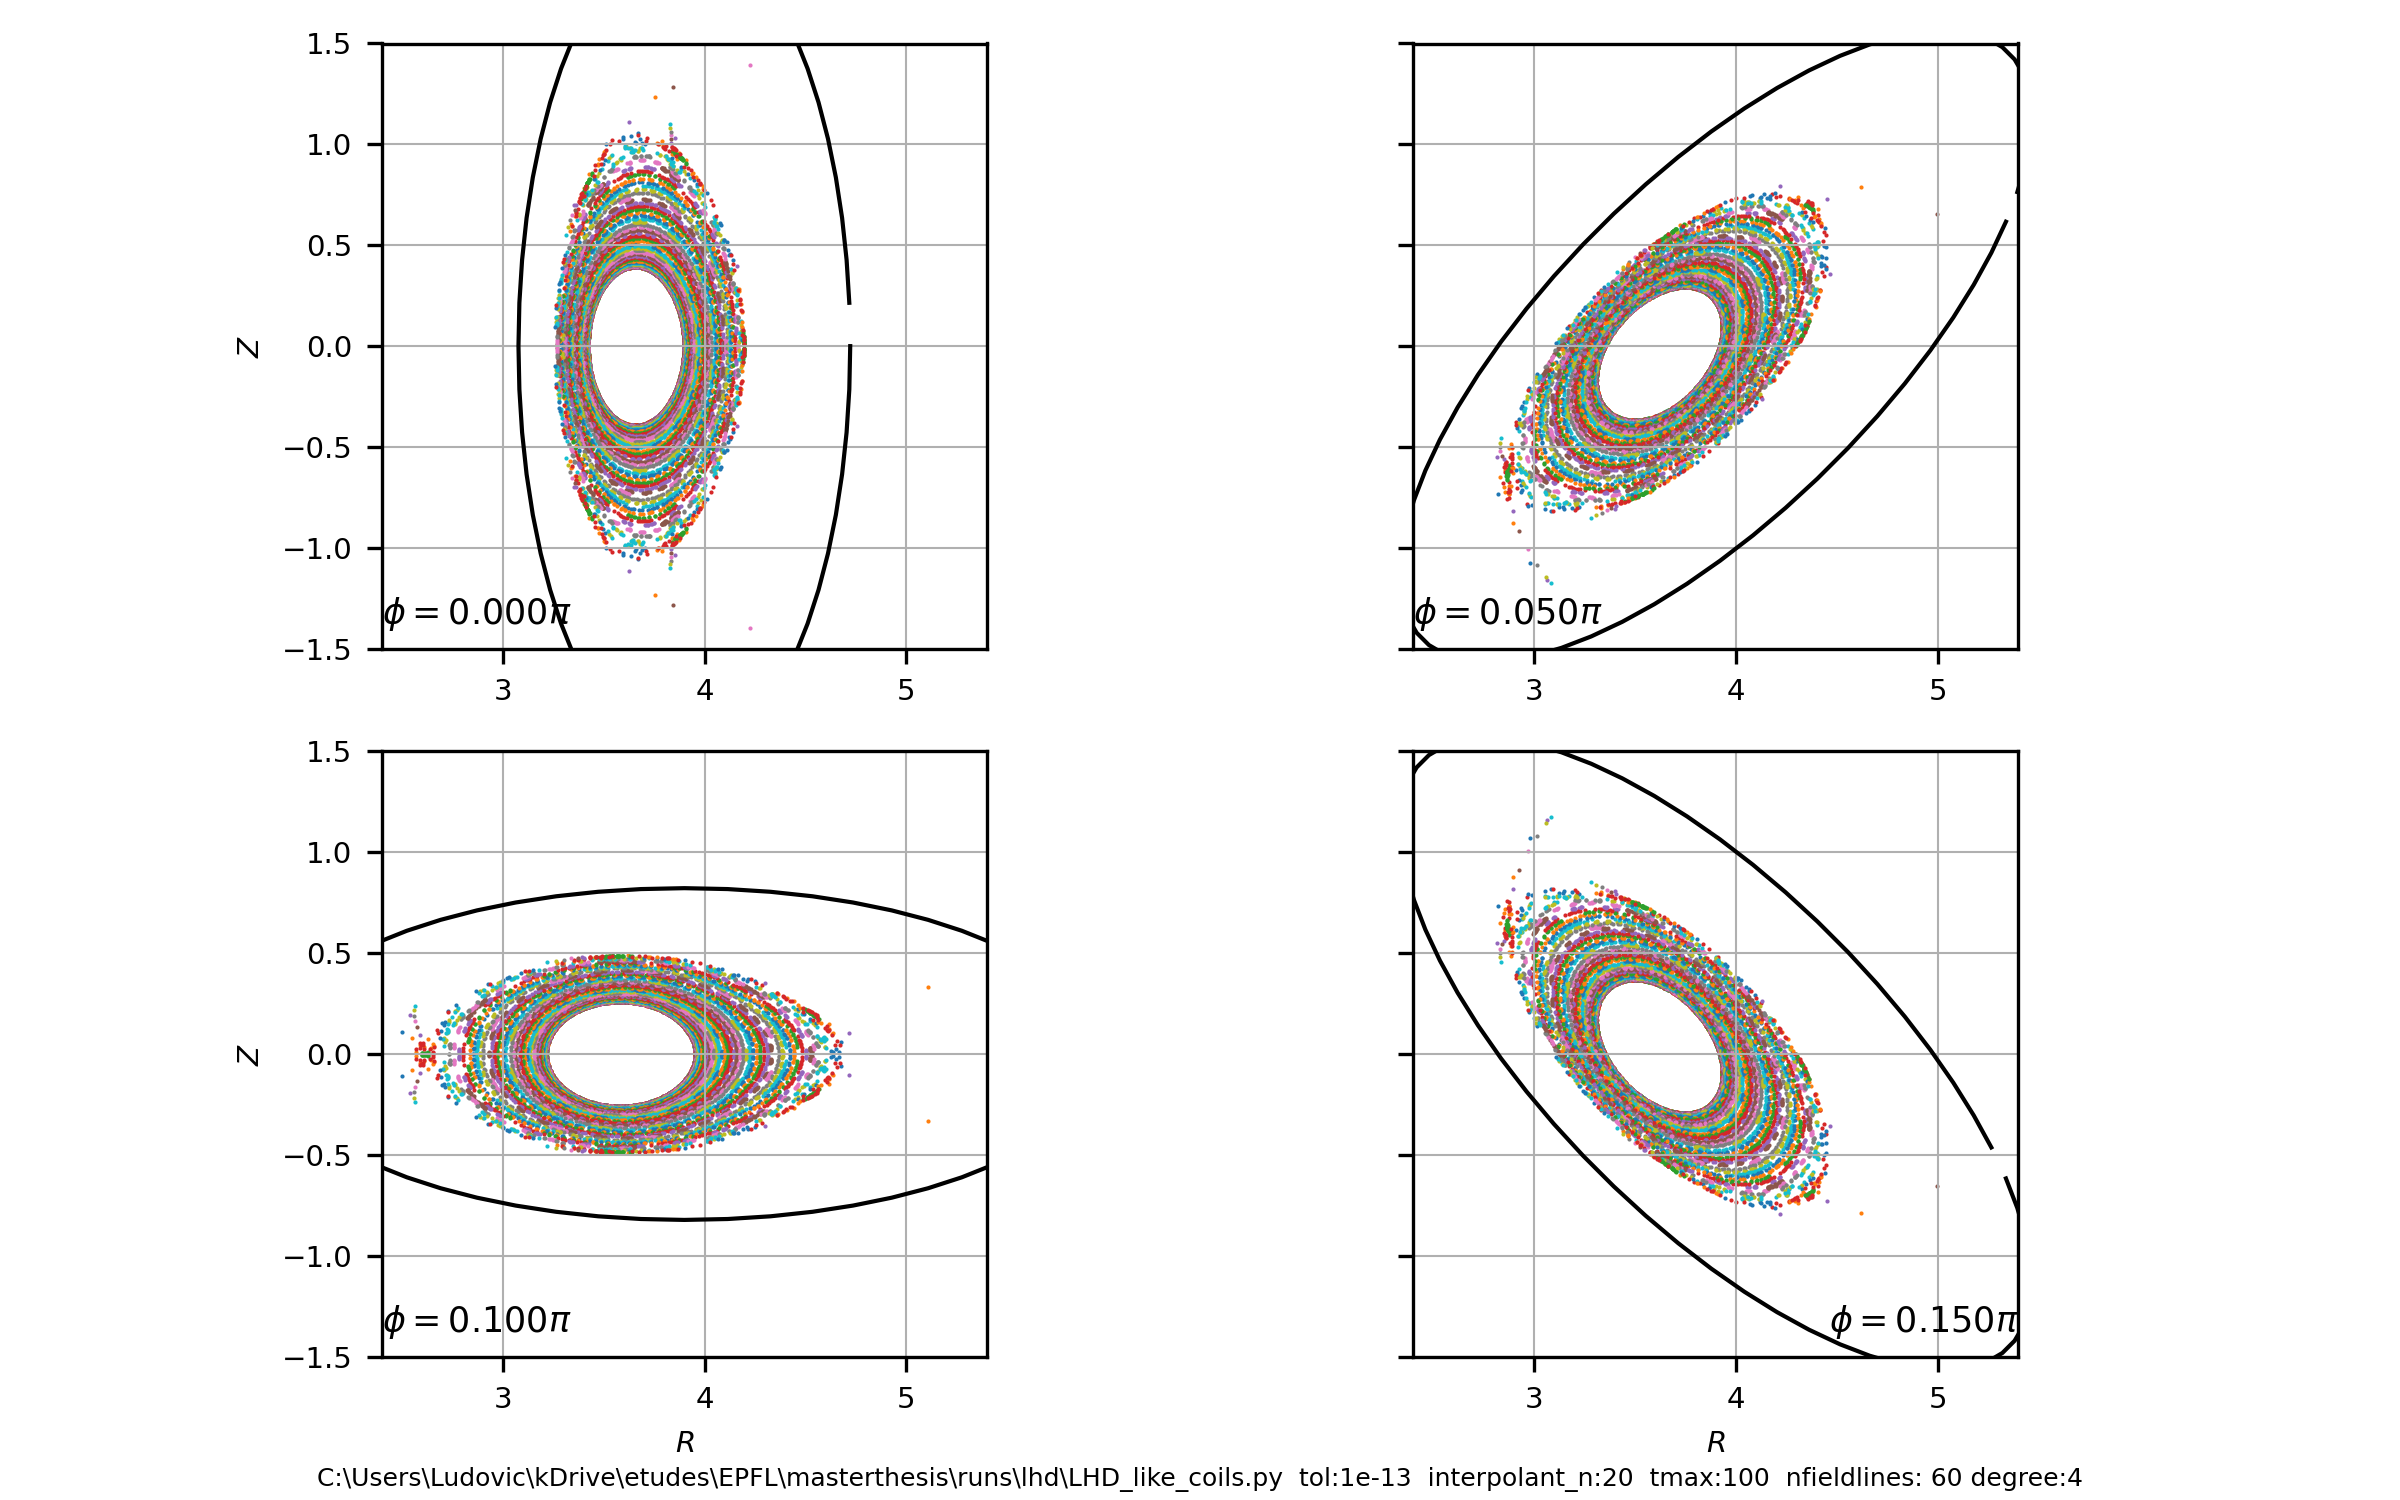 1.5
1.0
0.5
0.0
−0.5
−1.0
−1.5
Z
ϕ = 0.000π
3 4 5
ϕ = 0.050π
3 4 5
1.5
1.0
0.5
0.0
−0.5
−1.0
−1.5
Z
ϕ = 0.100π
3 4 5
R
ϕ = 0.150π
3 4 5
R
C:\Users\Ludovic\kDrive\etudes\EPFL\masterthesis\runs\lhd\LHD_like_coils.py tol:1e-13 interpolant_n:20 tmax:100 nfieldlines: 60 degree:4